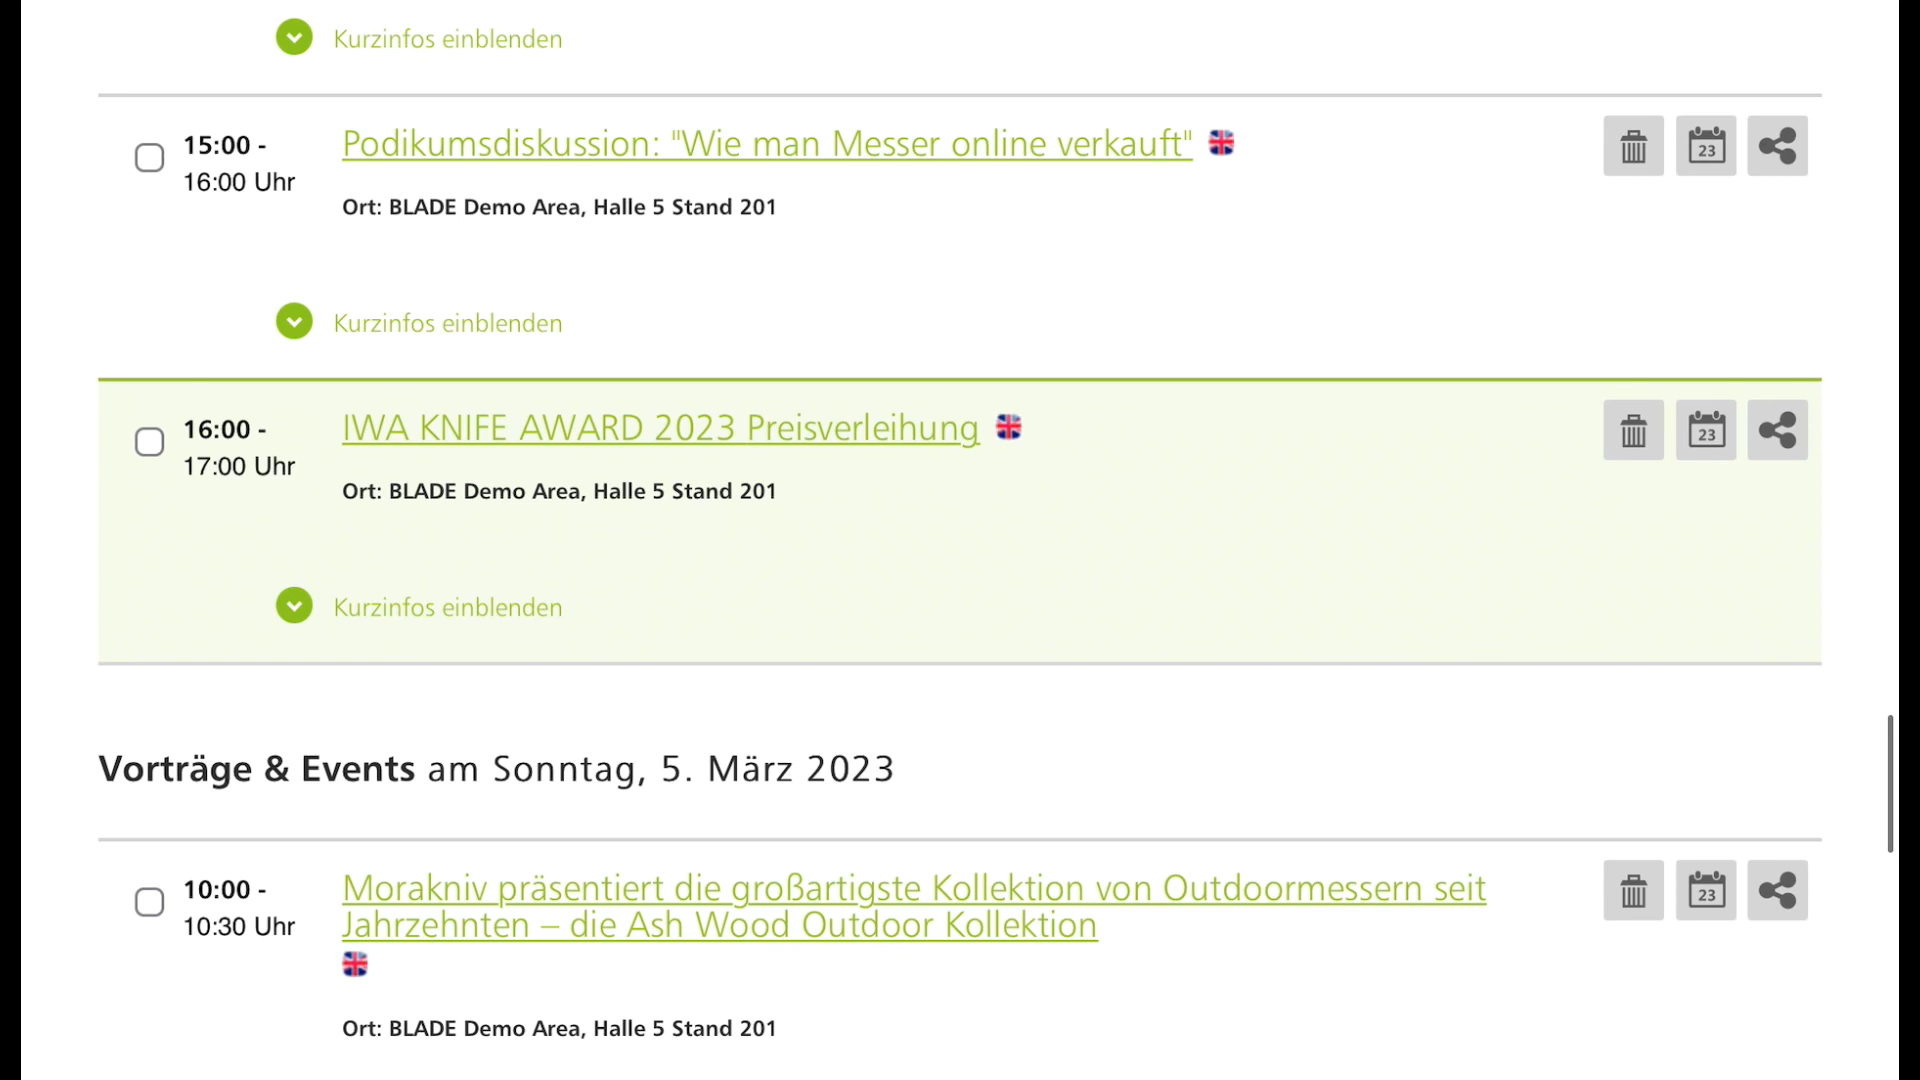 Kurzinfos einblenden
15:00 -
16:00 Uhr
Podikumsdiskussion: "Wie man Messer online verkauft"
Ort: BLADE Demo Area, Halle 5 Stand 201
23
Kurzinfos einblenden
16:00 -
17:00 Uhr
IWA KNIFE AWARD 2023 Preisverleihung
Ort: BLADE Demo Area, Halle 5 Stand 201
23
Kurzinfos einblenden
Vorträge & Events am Sonntag, 5. März 2023
10:00 -
10:30 Uhr
Morakniv präsentiert die großartigste Kollektion von Outdoormessern seit
Jahrzehnten – die Ash Wood Outdoor Kollektion
Ort: BLADE Demo Area, Halle 5 Stand 201
23